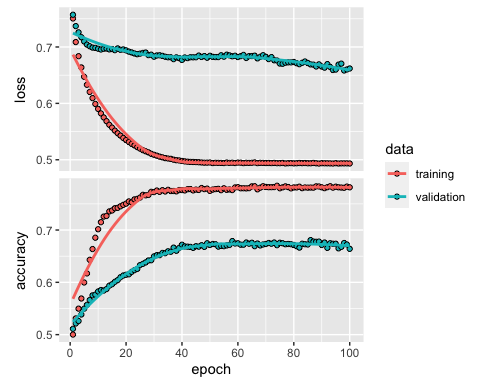 0.7
0.6
0.5
loss
0.7
0.6
0.5
accuracy
0 20 40 60 80 100
epoch
data
training
validation